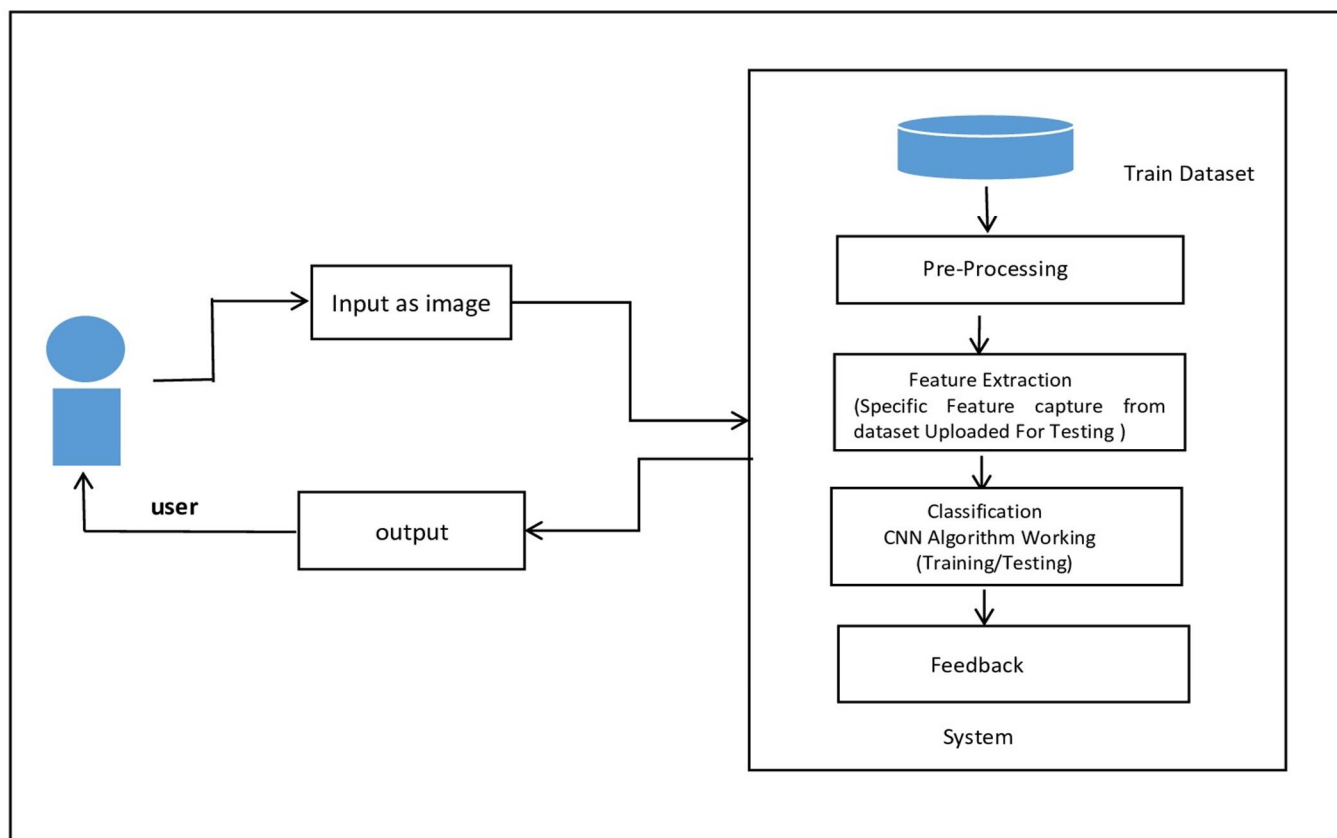 Train Dataset
Pre-Processing
Input as image
Feature Extraction
(Specific Feature capture from
dataset Uploaded For Testing )
user
output
Classification
CNN Algorithm Working
(Training/Testing)
Feedback
System